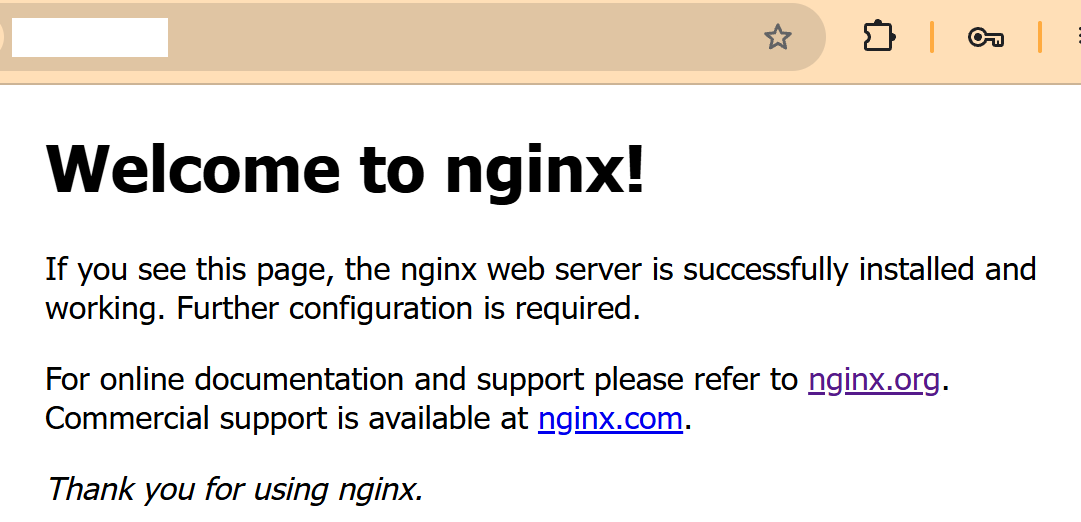 Welcome to nginx!
If you see this page, the nginx web server is successfully installed and
working. Further configuration is required.
For online documentation and support please refer to nginx.org.
Commercial support is available at nginx.com.
Thank you for using nginx.